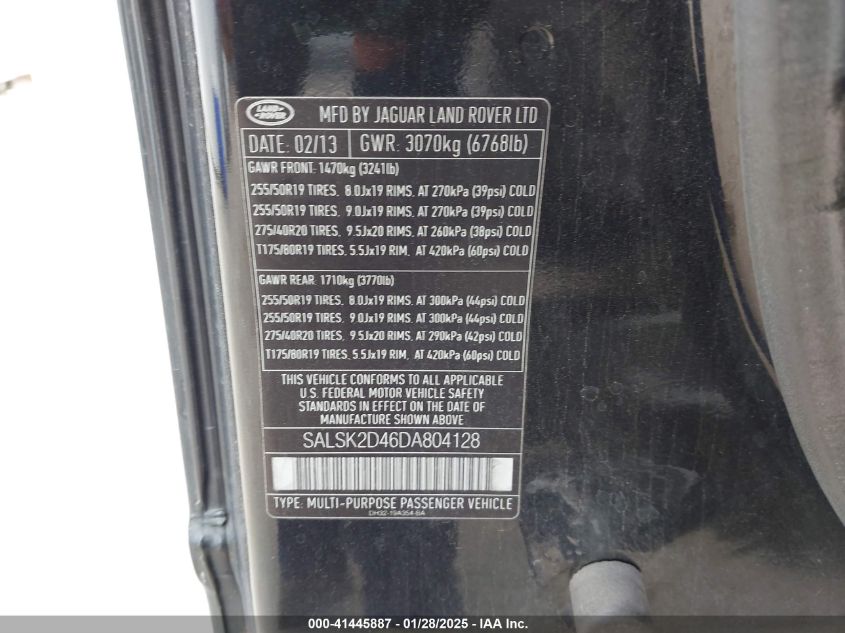 LAND ROVER
MFD BY JAGUAR LAND ROVER LTD
DATE: 02/13 GWR: 3070kg (6768lb)
GAWR FRONT: 1470kg (3241lb)
255/50R19 TIRES, 8.0Jx19 RIMS, AT 270kPa (39psi) COLD
255/50R19 TIRES, 9.0Jx19 RIMS, AT 270kPa (39psi) COLD
275/40R20 TIRES, 9.5Jx20 RIMS, AT 260kPa (38psi) COLD
T175/80R19 TIRES, 5.5Jx19 RIM, AT 420kPa (60psi) COLD
GAWR REAR: 1710kg (3770lb)
255/50R19 TIRES, 8.0Jx19 RIMS, AT 300kPa (44psi) COLD
255/50R19 TIRES, 9.0Jx19 RIMS, AT 300kPa (44psi) COLD
275/40R20 TIRES, 9.5Jx20 RIMS, AT 290kPa (42psi) COLD
T175/80R19 TIRES, 5.5Jx19 RIM, AT 420kPa (60psi) COLD
THIS VEHICLE CONFORMS TO ALL APPLICABLE
U.S. FEDERAL MOTOR VEHICLE SAFETY
STANDARDS IN EFFECT ON THE DATE OF
MANUFACTURE SHOWN ABOVE
SALSK2D46DA804128
TYPE: MULTI-PURPOSE PASSENGER VEHICLE
DH32-19A354-BA
000-41445887 - 01/28/2025 - IAA Inc.